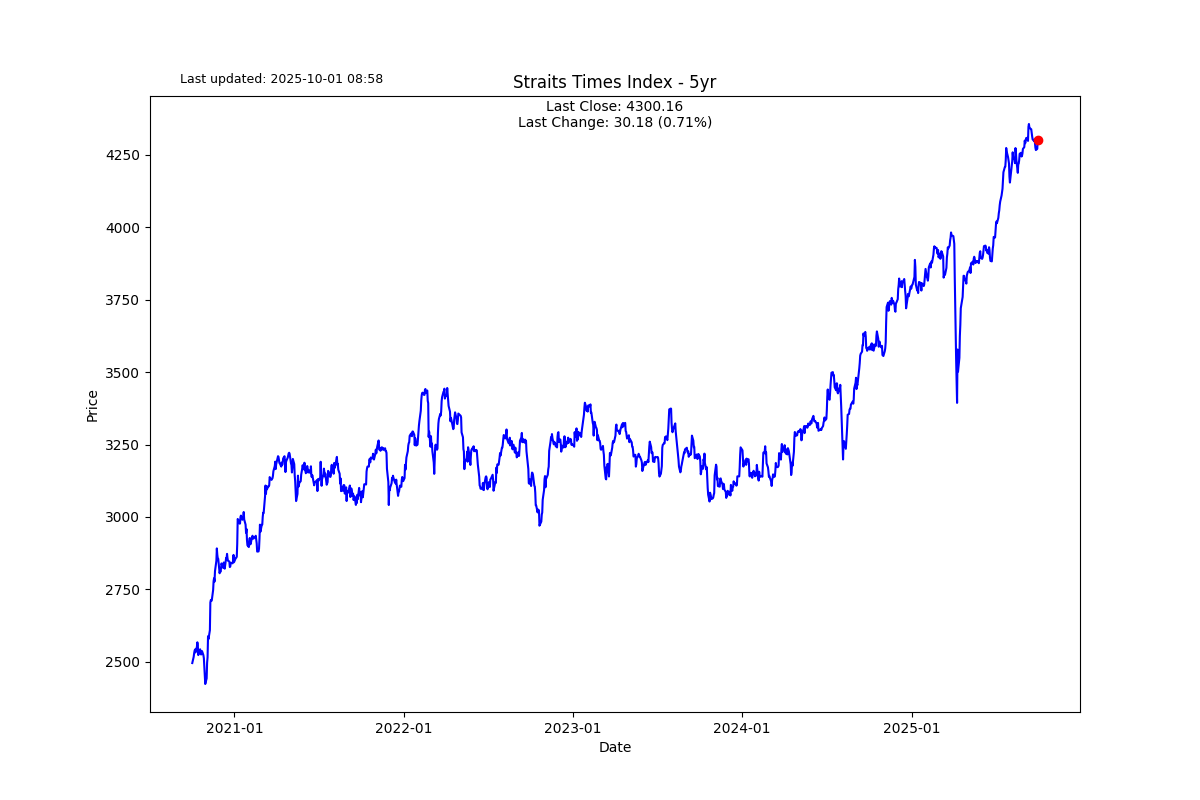 Last updated: 2025-10-01 08:58
Straits Times Index - 5yr
Last Close: 4300.16
Last Change: 30.18 (0.71%)
Price
4250
4000
3750
3500
3250
3000
2750
2500
2021-01
2022-01
2023-01
2024-01
2025-01
Date